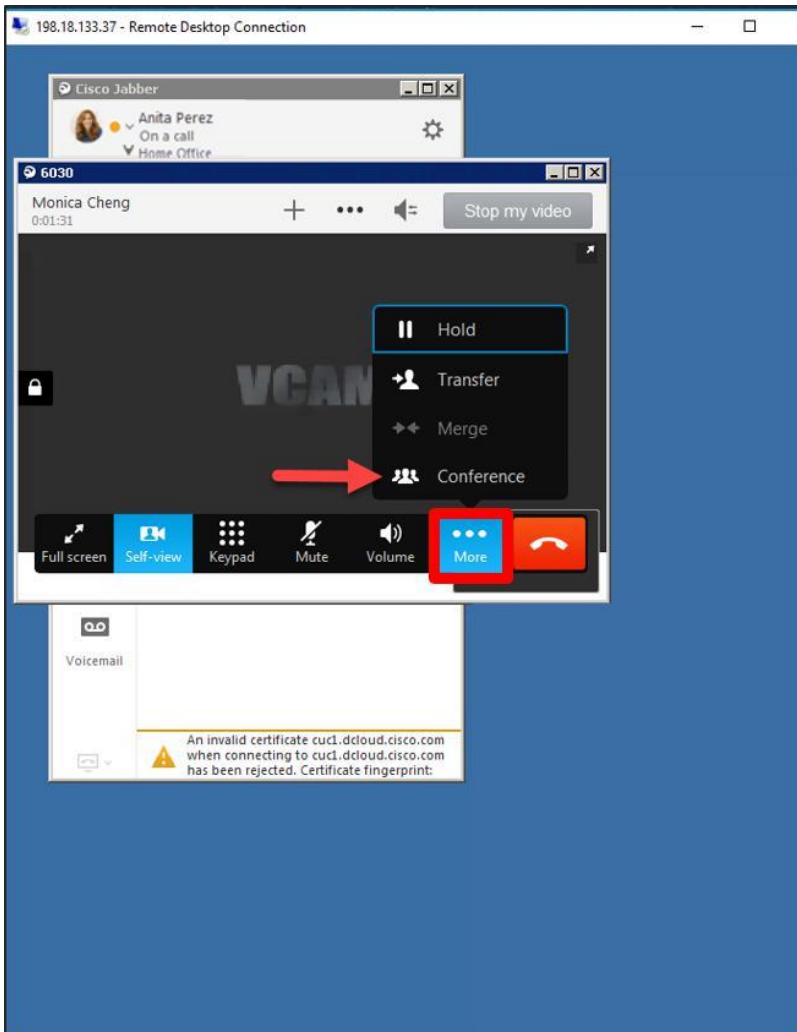 198.18.133.37 - Remote Desktop Connection
Cisco Jabber
Anita Perez
On a call
Home Office
6030
Monica Cheng
0:01:31
Stop my video
Hold
VCAM
Transfer
Merge
Conference
Full screen
Self-view
Keypad
Mute
Volume
More
Voicemail
An invalid certificate cuc1.dcloud.cisco.com
when connecting to cuc1.dcloud.cisco.com
has been rejected. Certificate fingerprint: